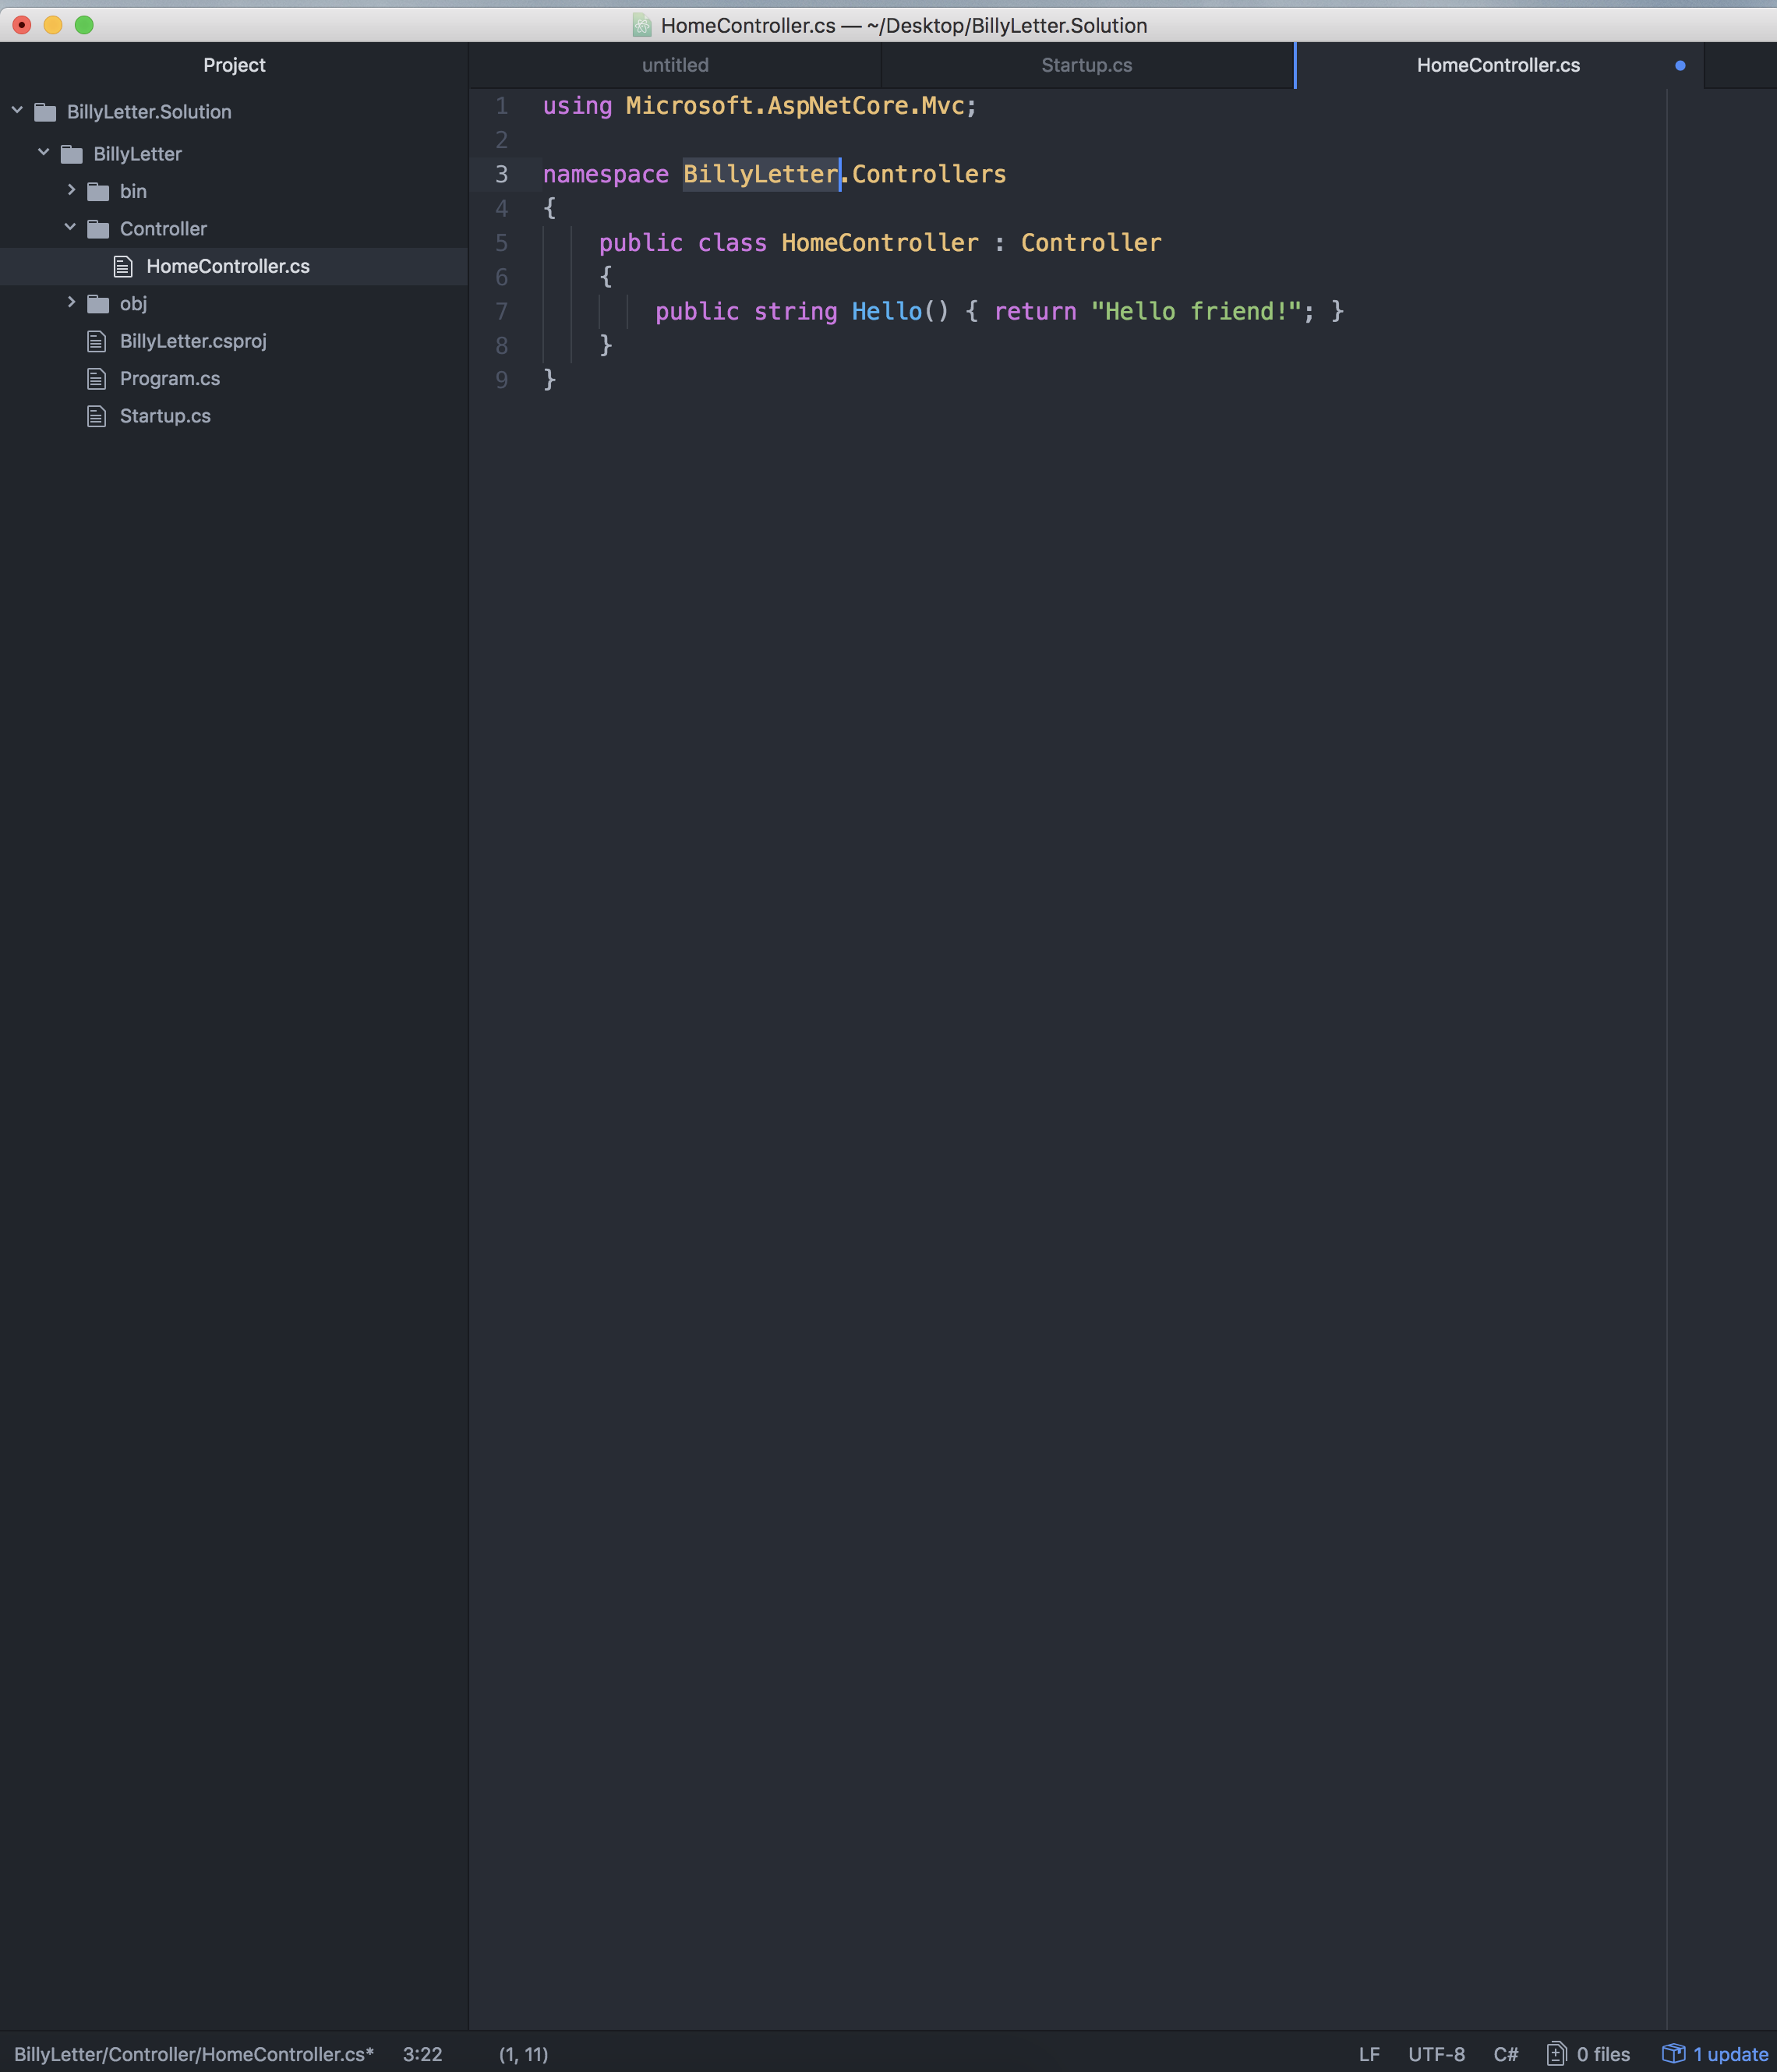 HomeController.cs — ~/Desktop/BillyLetter.Solution
Project
untitled
Startup.cs
HomeController.cs
BillyLetter.Solution
BillyLetter
bin
Controller
HomeController.cs
obj
BillyLetter.csproj
Program.cs
Startup.cs
1 using Microsoft.AspNetCore.Mvc;
2
3 namespace BillyLetter.Controllers
4 {
5 public class HomeController : Controller
6 {
7 public string Hello() { return "Hello friend!"; }
8 }
9 }
BillyLetter/Controller/HomeController.cs* 3:22 (1, 11) LF UTF-8 C# 0 files 1 update